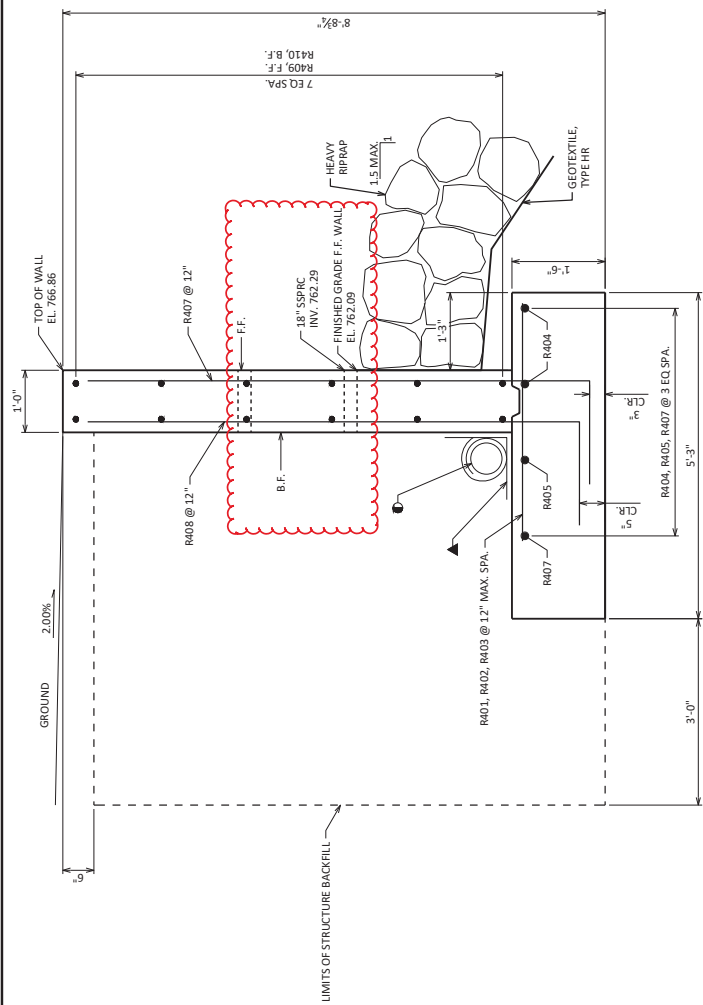 8'-8¾"
7 EQ.SPA.
R409, F.F.
R410, B.F.
TOP OF WALL
EL. 766.86
1'-0"
R407 @ 12"
HEAVY
RIPRAP
1.5 MAX.
1
GEOTEXTILE,
TYPE HR
GROUND
2.00%
F.F.
18" SSPRC
INV. 762.29
FINISHED GRADE F.F. WALL
EL. 762.09
R408 @ 12"
B.F.
1'-3"
1'-6"
R404
R405
R407
R401, R402, R403 @ 12" MAX. SPA.
3"
CLR.
5"
CLR.
R404, R405, R407 @ 3 EQ SPA.
5'-3"
3'-0"
6"
LIMITS OF STRUCTURE BACKFILL